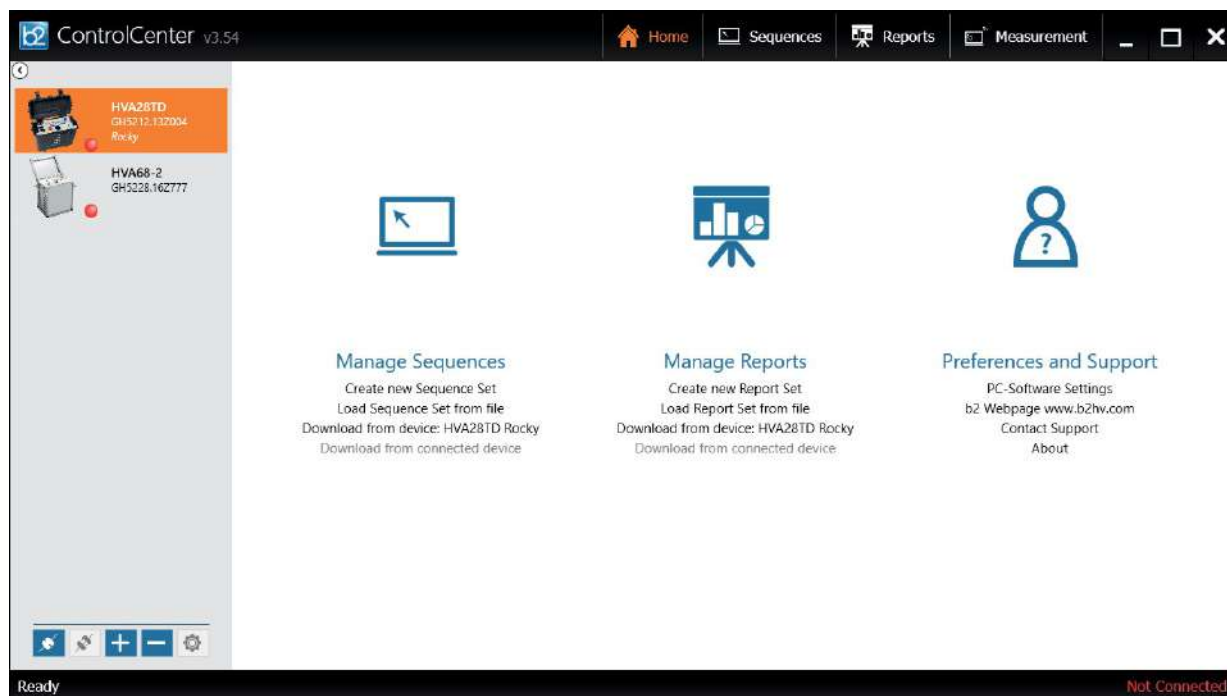 b2 ControlCenter v3.54
Home
Sequences
Reports
Measurement
HVA28TD
GH5212.13Z004
Rocky
HVA68-2
GH5228.16Z777
Manage Sequences
Create new Sequence Set
Load Sequence Set from file
Download from device: HVA28TD Rocky
Download from connected device
Manage Reports
Create new Report Set
Load Report Set from file
Download from device: HVA28TD Rocky
Download from connected device
?
Preferences and Support
PC-Software Settings
b2 Webpage www.b2hv.com
Contact Support
About
Ready
Not Connected